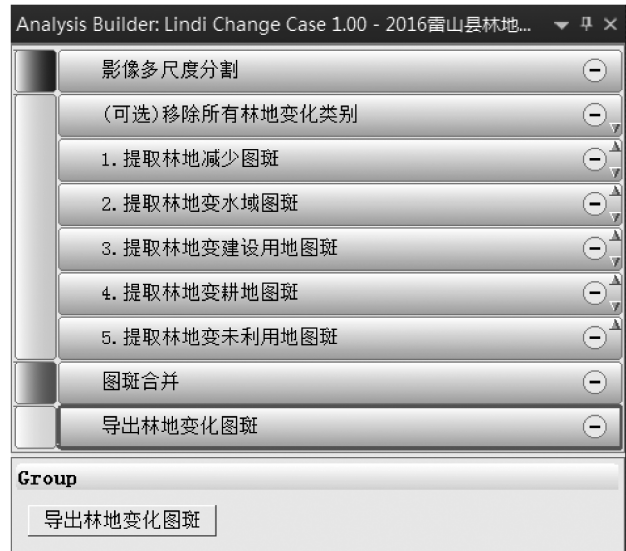 Analysis Builder: Lindi Change Case 1.00 - 2016雷山县林地...
影像多尺度分割
(可选)移除所有林地变化类别
1. 提取林地减少图斑
2. 提取林地变水域图斑
3. 提取林地变建设用地图斑
4. 提取林地变耕地图斑
5. 提取林地变未利用地图斑
图斑合并
导出林地变化图斑
Group
导出林地变化图斑